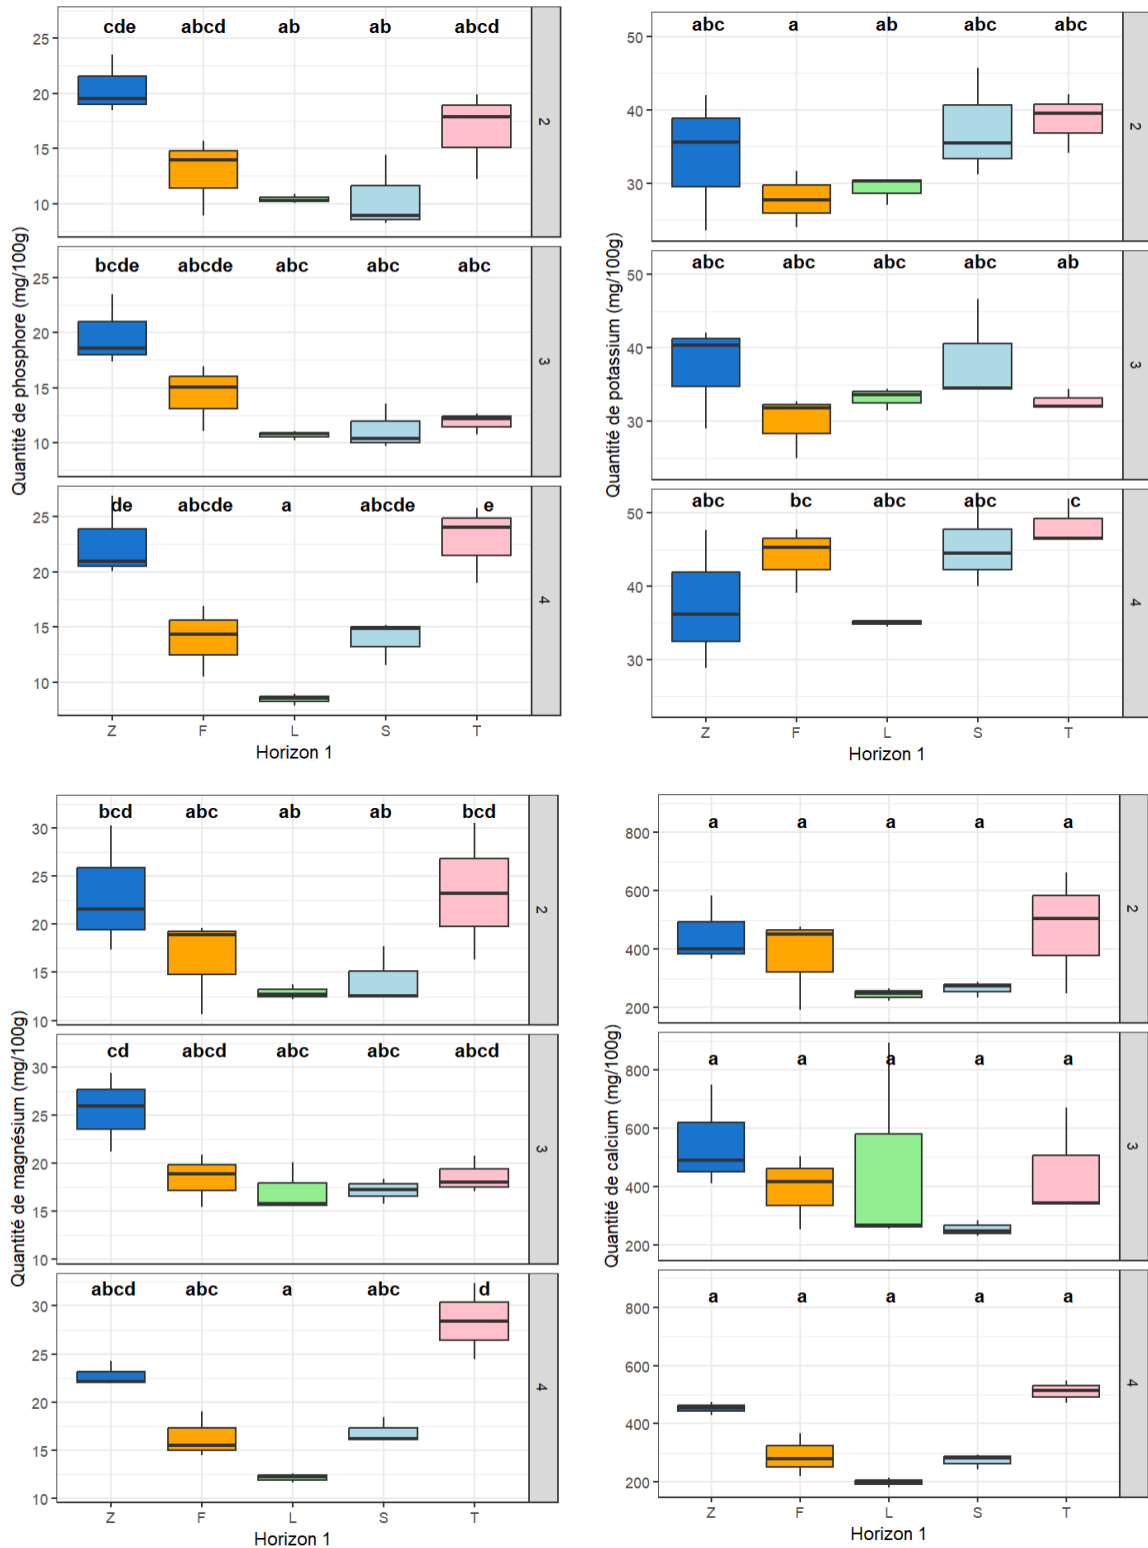 cde abcd ab ab abcd
25
20
15
10
2
bcde abcde abc abc abc
25
20
15
10
3
de abcde a abcde e
25
20
15
10
4
Quantité de phosphore (mg/100g)
Z F L S T
Horizon 1
abc a ab abc abc
50
40
30
2
abc abc abc abc ab
50
40
30
3
abc bc abc abc c
50
40
30
4
Quantité de potassium (mg/100g)
Z F L S T
Horizon 1
bcd abc ab ab bcd
30
25
20
15
10
2
cd abcd abc abc abcd
30
25
20
15
10
3
abcd abc a abc d
30
25
20
15
10
4
Quantité de magnésium (mg/100g)
Z F L S T
Horizon 1
a a a a a
800
600
400
200
2
a a a a a
800
600
400
200
3
a a a a a
800
600
400
200
4
Quantité de calcium (mg/100g)
Z F L S T
Horizon 1